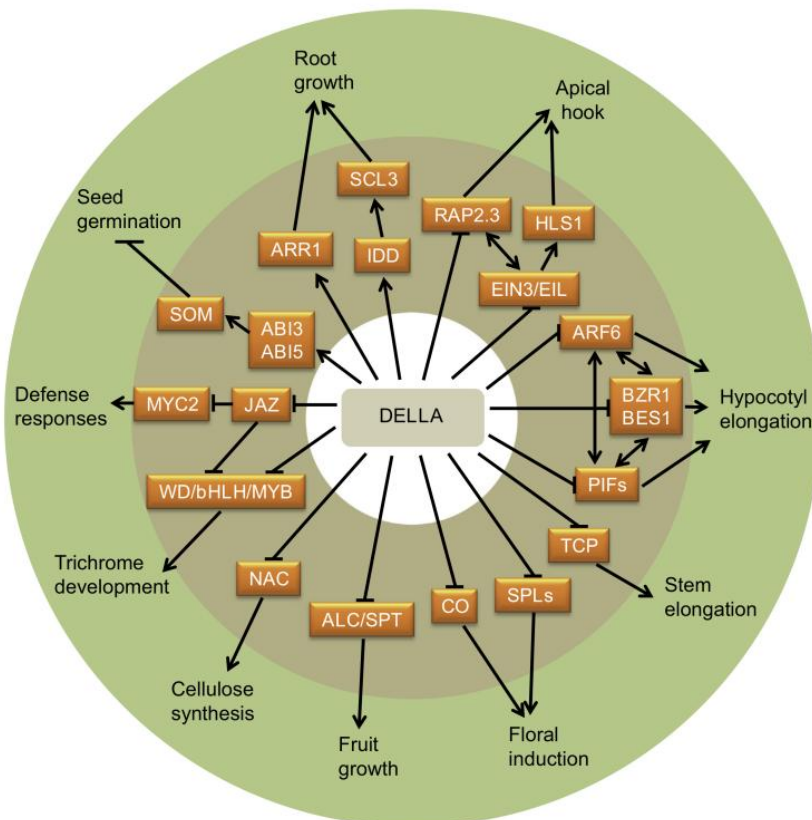 Root
growth
Apical
hook
SCL3
Seed
germination
RAP2.3
HLS1
ARR1
IDD
EIN3/EIL
SOM
ABI3
ABI5
ARF6
Defense
responses
MYC2
JAZ
DELLA
BZR1
BES1
Hypocotyl
elongation
WD/bHLH/MYB
PIFs
Trichrome
development
TCP
NAC
Stem
elongation
ALC/SPT
CO
SPLs
Cellulose
synthesis
Fruit
growth
Floral
induction